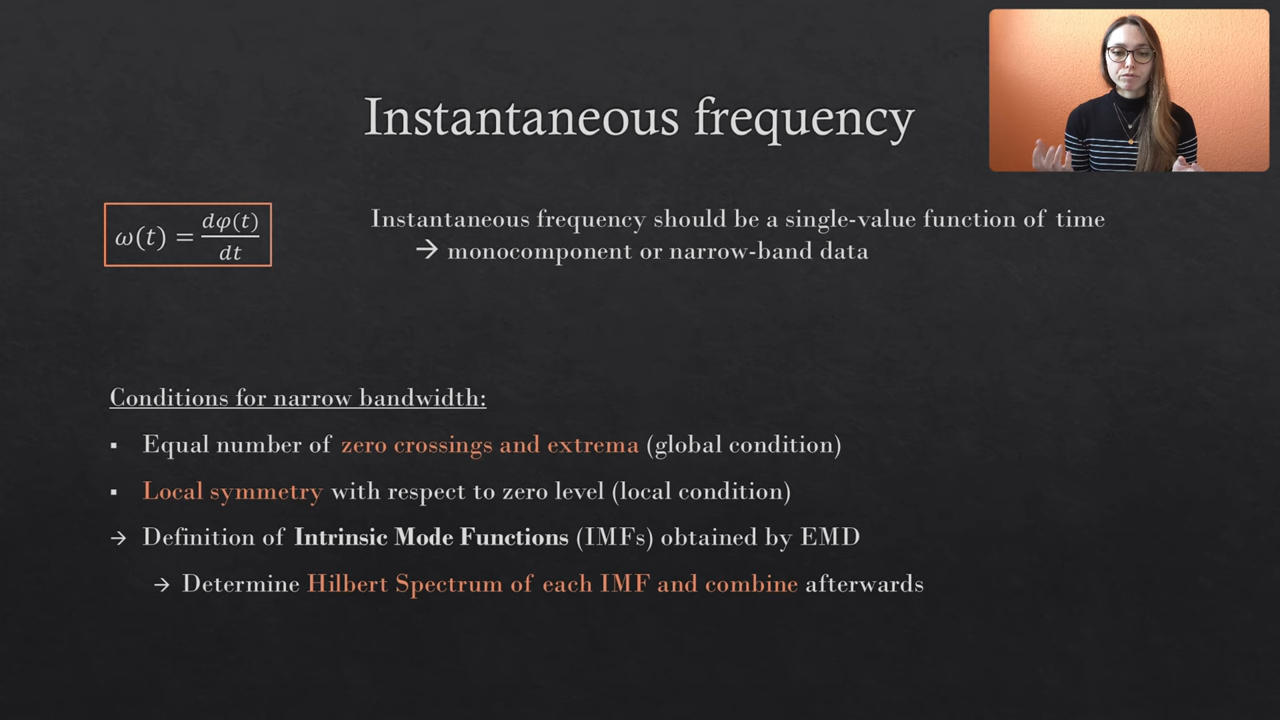 Instantaneous frequency
ω(t) = dφ(t)/dt
Instantaneous frequency should be a single-value function of time
→ monocomponent or narrow-band data
Conditions for narrow bandwidth:
▪ Equal number of zero crossings and extrema (global condition)
▪ Local symmetry with respect to zero level (local condition)
→ Definition of Intrinsic Mode Functions (IMFs) obtained by EMD
→ Determine Hilbert Spectrum of each IMF and combine afterwards